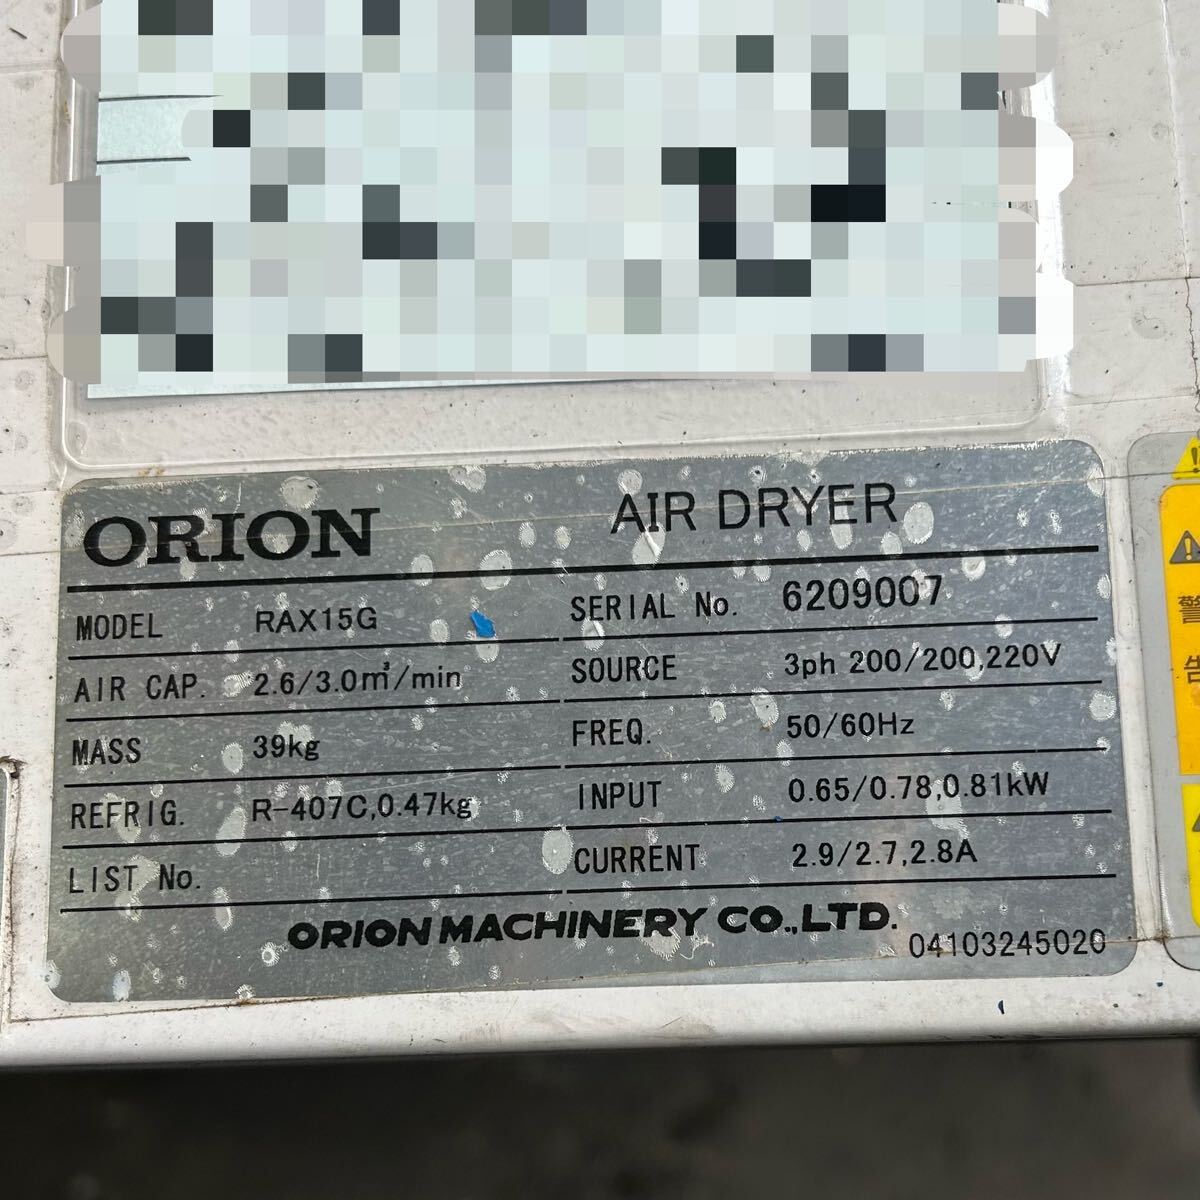 ORION AIR DRYER
MODEL RAX15G
SERIAL No. 6209007
AIR CAP. 2.6/3.0㎥/min
SOURCE 3ph 200/200,220V
MASS 39kg
FREQ. 50/60Hz
REFRIG. R-407C,0.47kg
INPUT 0.65/0.78,0.81kW
LIST No.
CURRENT 2.9/2.7,2.8A
ORION MACHINERY CO.,LTD.
04103245020
警
告